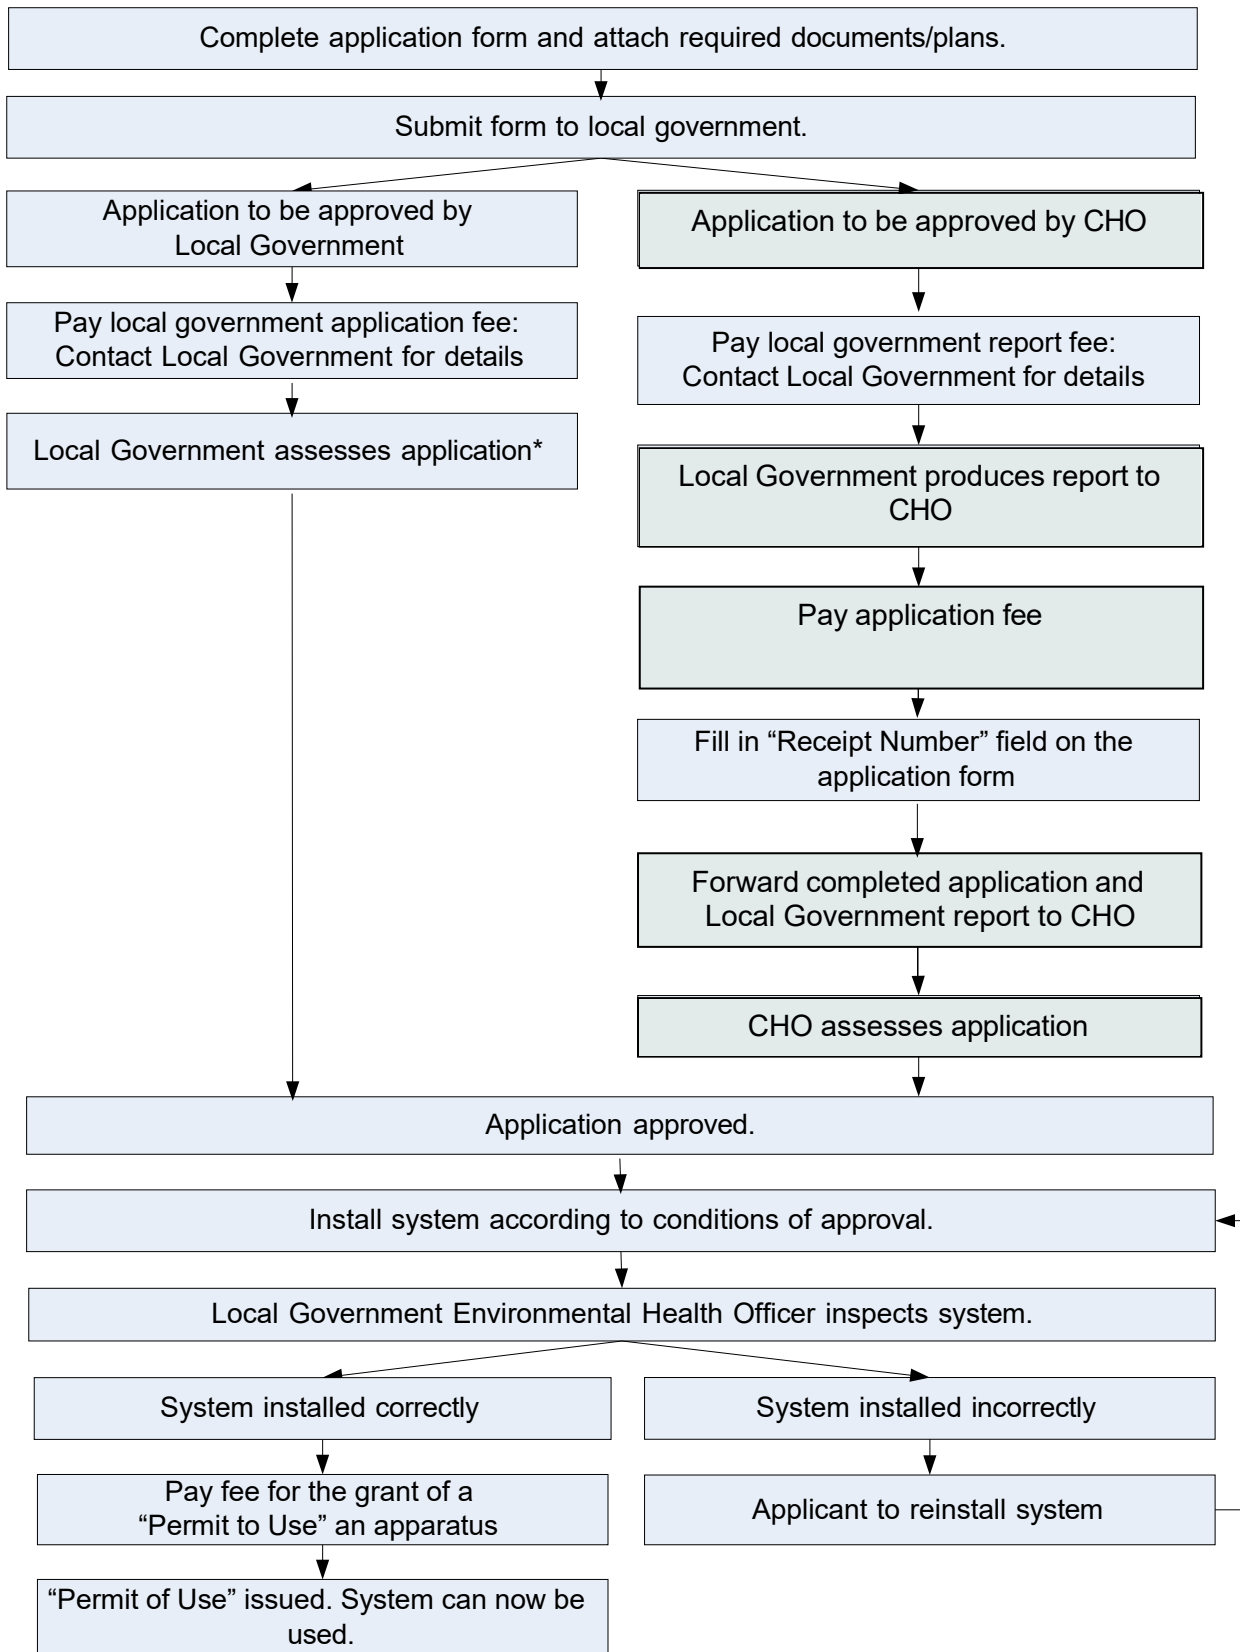 Complete application form and attach required documents/plans.
Submit form to local government.
Application to be approved by
Local Government
Pay local government application fee:
Contact Local Government for details
Local Government assesses application*
Application to be approved by CHO
Pay local government report fee:
Contact Local Government for details
Local Government produces report to
CHO
Pay application fee
Fill in “Receipt Number” field on the
application form
Forward completed application and
Local Government report to CHO
CHO assesses application
Application approved.
Install system according to conditions of approval.
Local Government Environmental Health Officer inspects system.
System installed correctly
Pay fee for the grant of a
“Permit to Use” an apparatus
“Permit of Use” issued. System can now be
used.
System installed incorrectly
Applicant to reinstall system